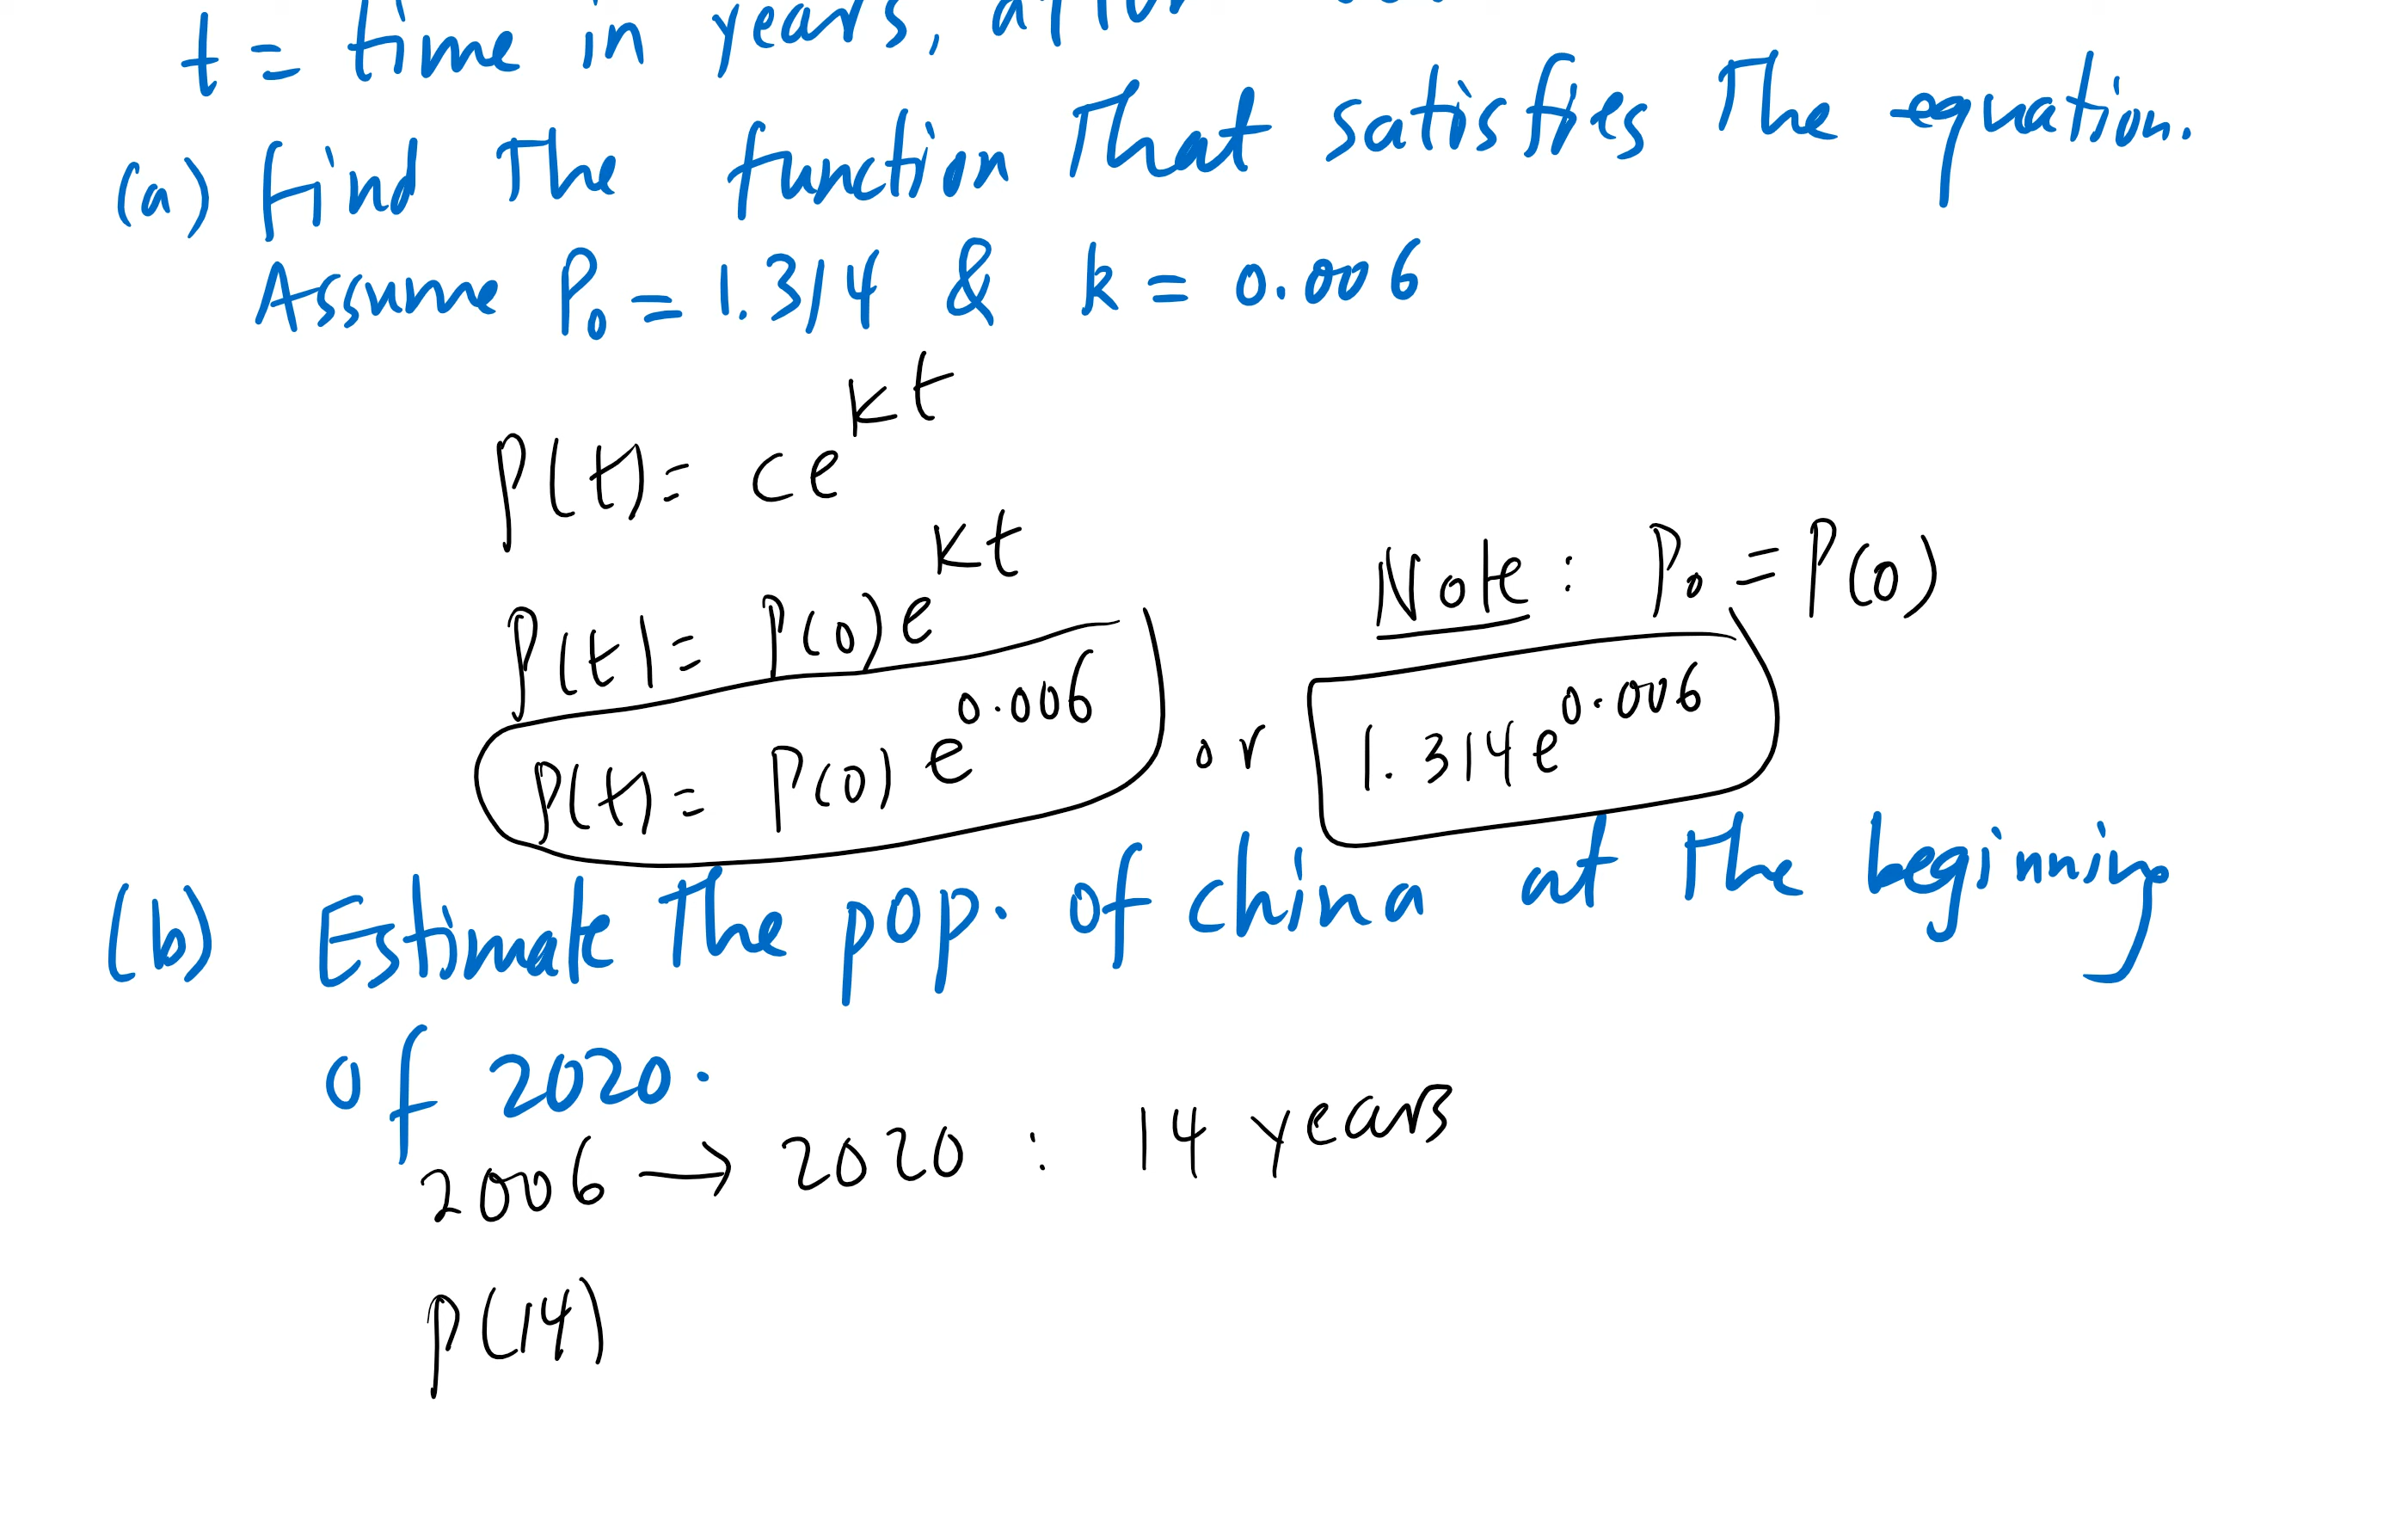 t = time in years,
(a) Find the function that satisfies the equation.
Assume P₀ = 1.314 & k = 0.006
P(t) = ce^{kt}
P(t) = P(0)e^{kt}
Note: P₀ = P(0)
P(t) = P(0) e^{0.006} or 1.314e^{0.006}
(b) Estimate the pop. of china at the beginning
of 2020.
2006 → 2020 : 14 years
P(14)